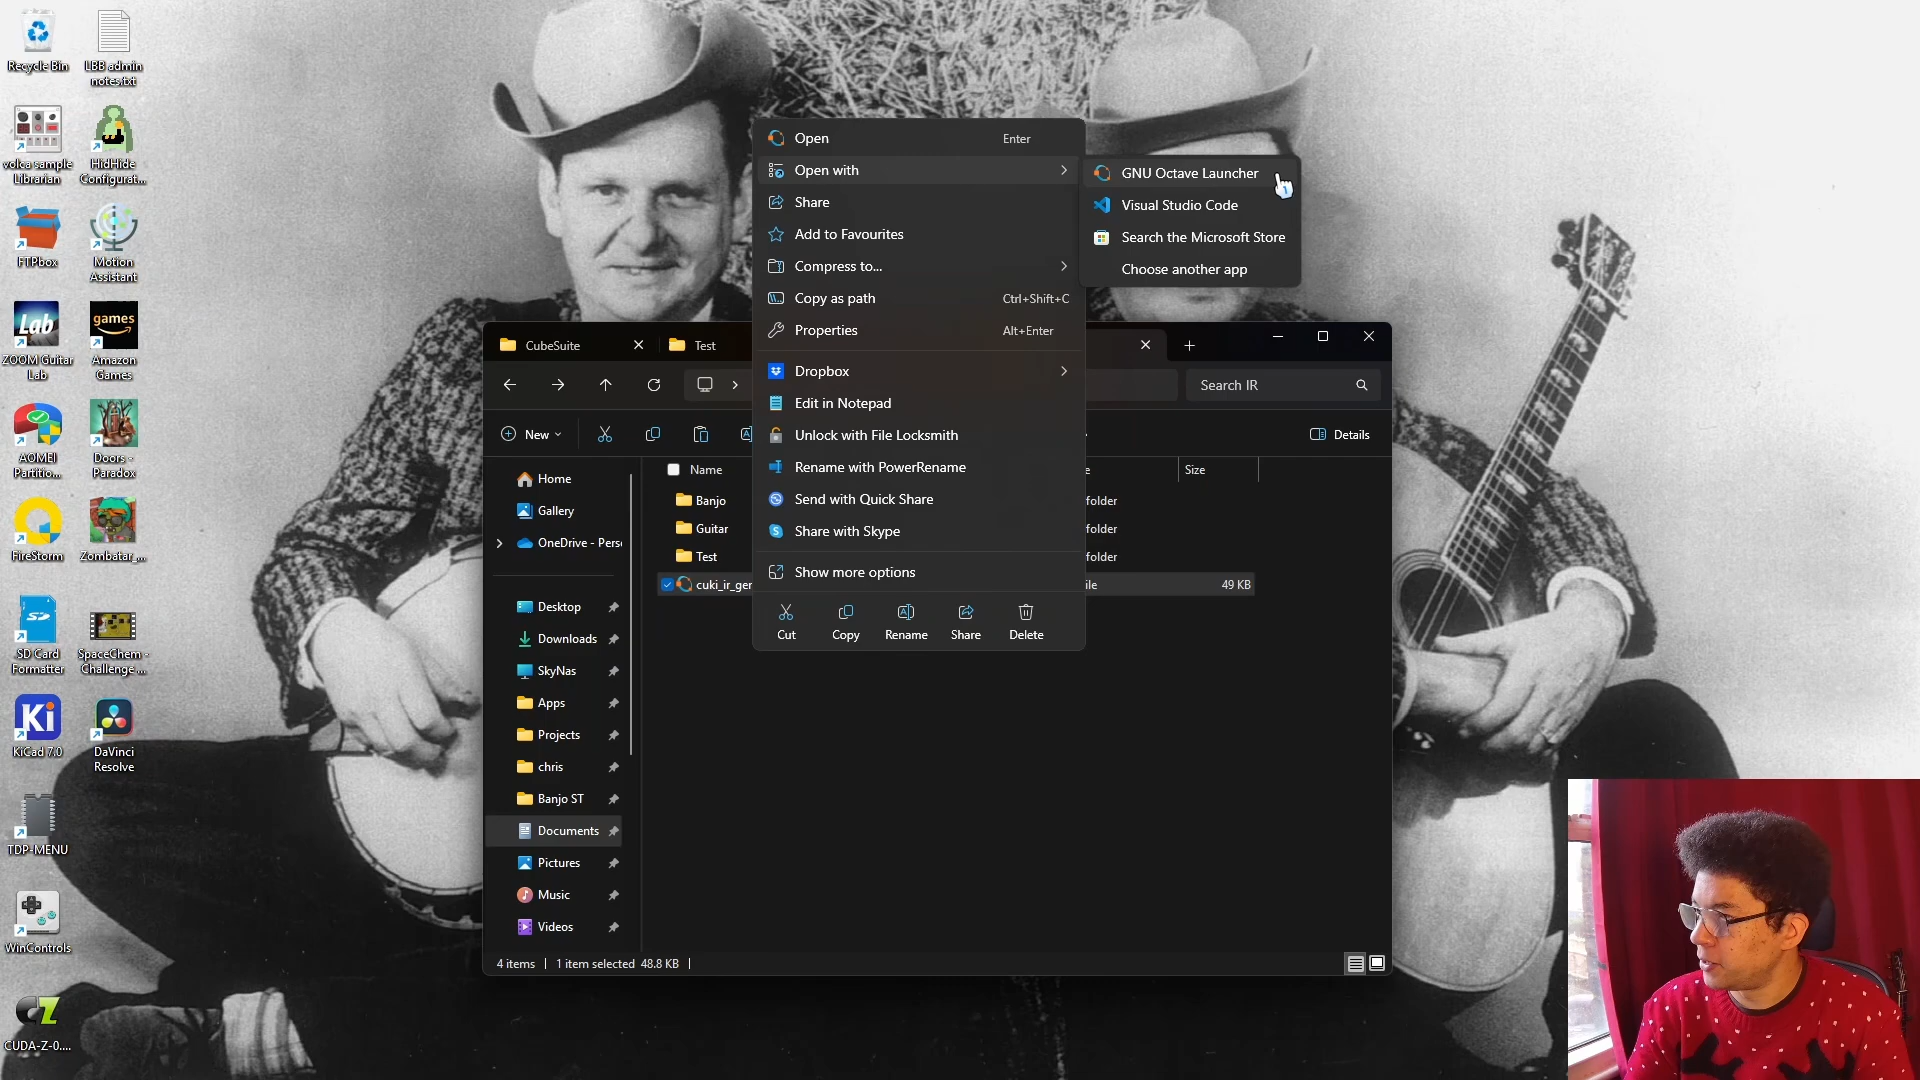 Recycle Bin
LBB admin
notes.txt
volca sample
Librarian
HidHide
Configurat...
FTPbox
Motion
Assistant
Lab
ZOOM Guitar
Lab
games
Amazon
Games
AOMEI
Partitio...
Doors -
Paradox
FireStorm
Zombatar_...
SD Card
Formatter
SpaceChem -
Challenge ...
Ki
KiCad 7.0
DaVinci
Resolve
TDP-MENU
WinControls
CZ
CUDA-Z-0....
Open Enter
Open with
Share
Add to Favourites
Compress to...
Copy as path Ctrl+Shift+C
Properties Alt+Enter
Dropbox
Edit in Notepad
Unlock with File Locksmith
Rename with PowerRename
Send with Quick Share
Share with Skype
Show more options
Cut Copy Rename Share Delete
GNU Octave Launcher
Visual Studio Code
Search the Microsoft Store
Choose another app
CubeSuite Test
Search IR
New Details
Name e Size
Home
Gallery
OneDrive - Pers
Desktop
Downloads
SkyNas
Apps
Projects
chris
Banjo ST
Documents
Pictures
Music
Videos
Banjo folder
Guitar folder
Test folder
cuki_ir_ger ile 49 KB
4 items 1 item selected 48.8 KB